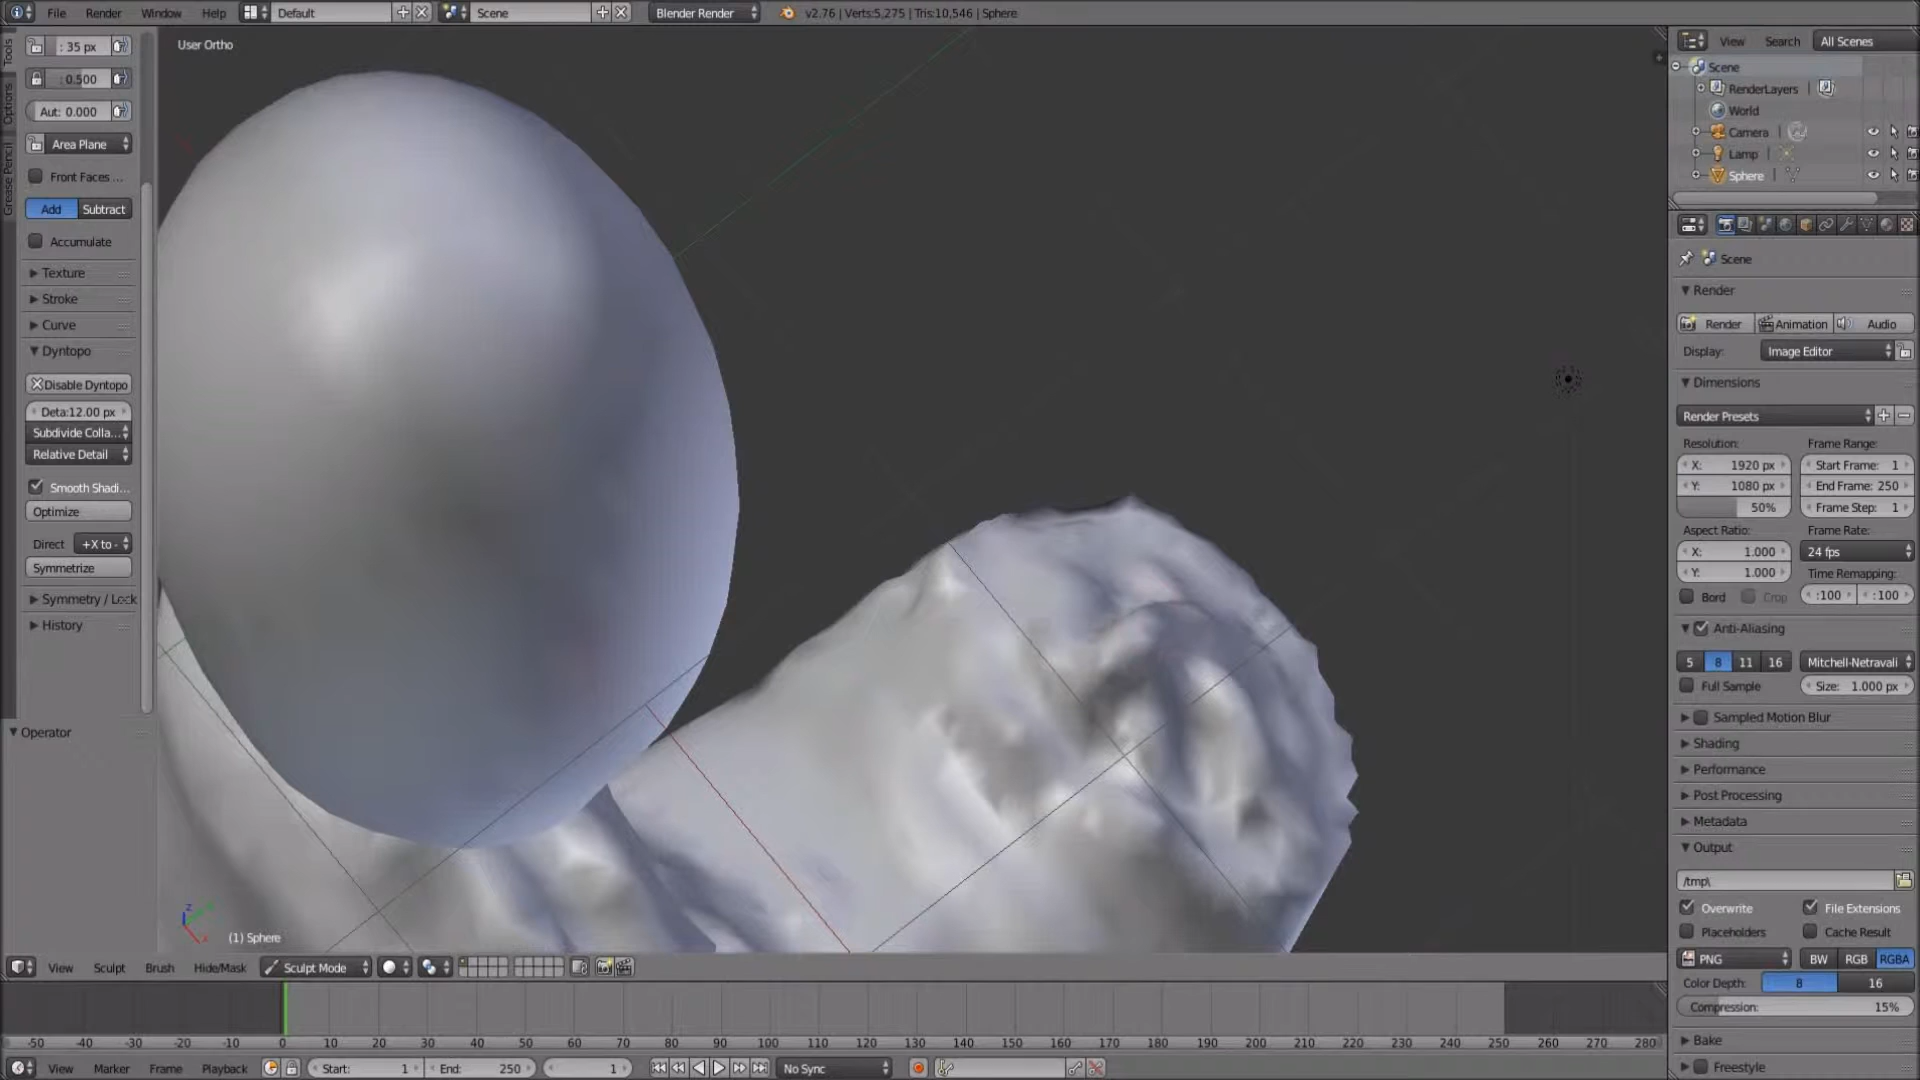 File Render Window Help Default Scene Blender Render v2.76 | Verts:5,275 | Tris:10,546 | Sphere
User Ortho
Tools
Options
Grease Pencil
: 35 px
: 0.500
Aut: 0.000
Area Plane
Front Faces ...
Add Subtract
Accumulate
Texture
Stroke
Curve
Dyntopo
Disable Dyntopo
Deta:12.00 px
Subdivide Colla...
Relative Detail
Smooth Shadi...
Optimize
Direct +X to -
Symmetrize
Symmetry / Lock
History
Operator
Z
(1) Sphere
View Sculpt Brush Hide/Mask Sculpt Mode
-50 -40 -30 -20 -10 0 10 20 30 40 50 60 70 80 90 100 110 120 130 140 150 160 170 180 190 200 210 220 230 240 250 260 270 280
View Marker Frame Playback Start: 1 End: 250 1 No Sync
View Search All Scenes
Scene
RenderLayers |
World
Camera |
Lamp |
Sphere |
Scene
Render
Render Animation Audio
Display: Image Editor
Dimensions
Render Presets
Resolution: Frame Range:
X: 1920 px Start Frame: 1
Y: 1080 px End Frame: 250
50% Frame Step: 1
Aspect Ratio: Frame Rate:
X: 1.000 24 fps
Y: 1.000 Time Remapping:
Bord Crop :100 :100
Anti-Aliasing
5 8 11 16 Mitchell-Netravali
Full Sample Size: 1.000 px
Sampled Motion Blur
Shading
Performance
Post Processing
Metadata
Output
/tmp\
Overwrite File Extensions
Placeholders Cache Result
PNG BW RGB RGBA
Color Depth: 8 16
Compression: 15%
Bake
Freestyle